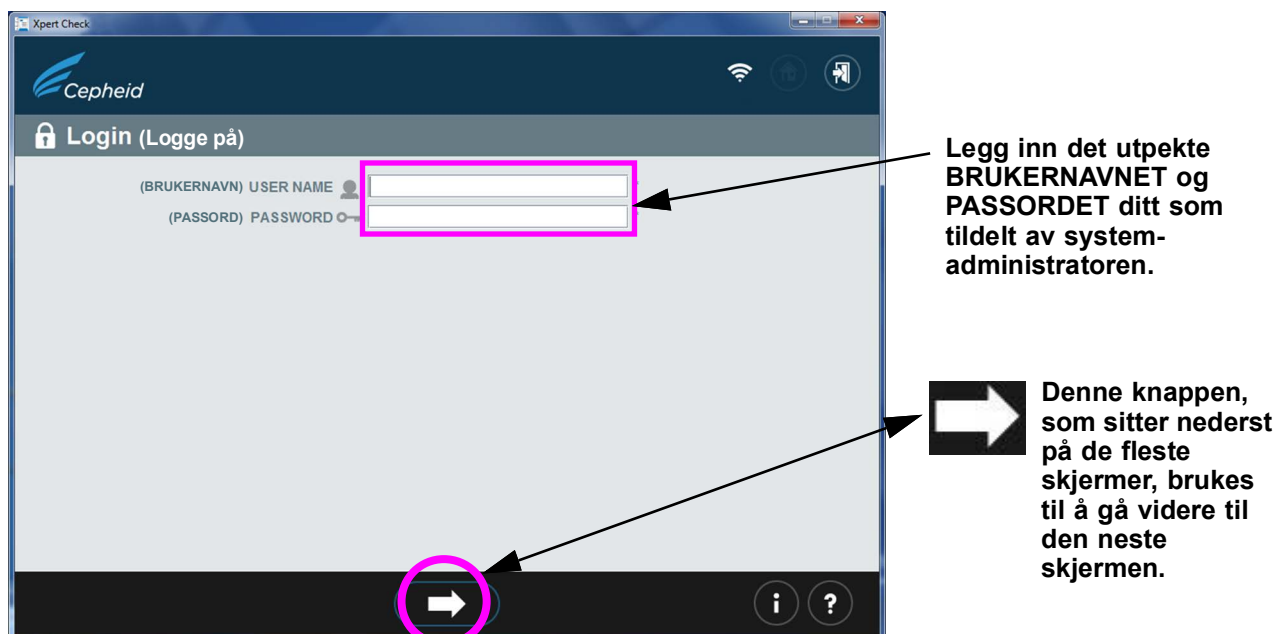 Xpert Check
Cepheid
Login (Logge på)
(BRUKERNAVN) USER NAME
(PASSORD) PASSWORD
Legg inn det utpekte
BRUKERNAVNET og
PASSORDET ditt som
tildelt av system-
administratoren.
Denne knappen,
som sitter nederst
på de fleste
skjermer, brukes
til å gå videre til
den neste
skjermen.
i ?